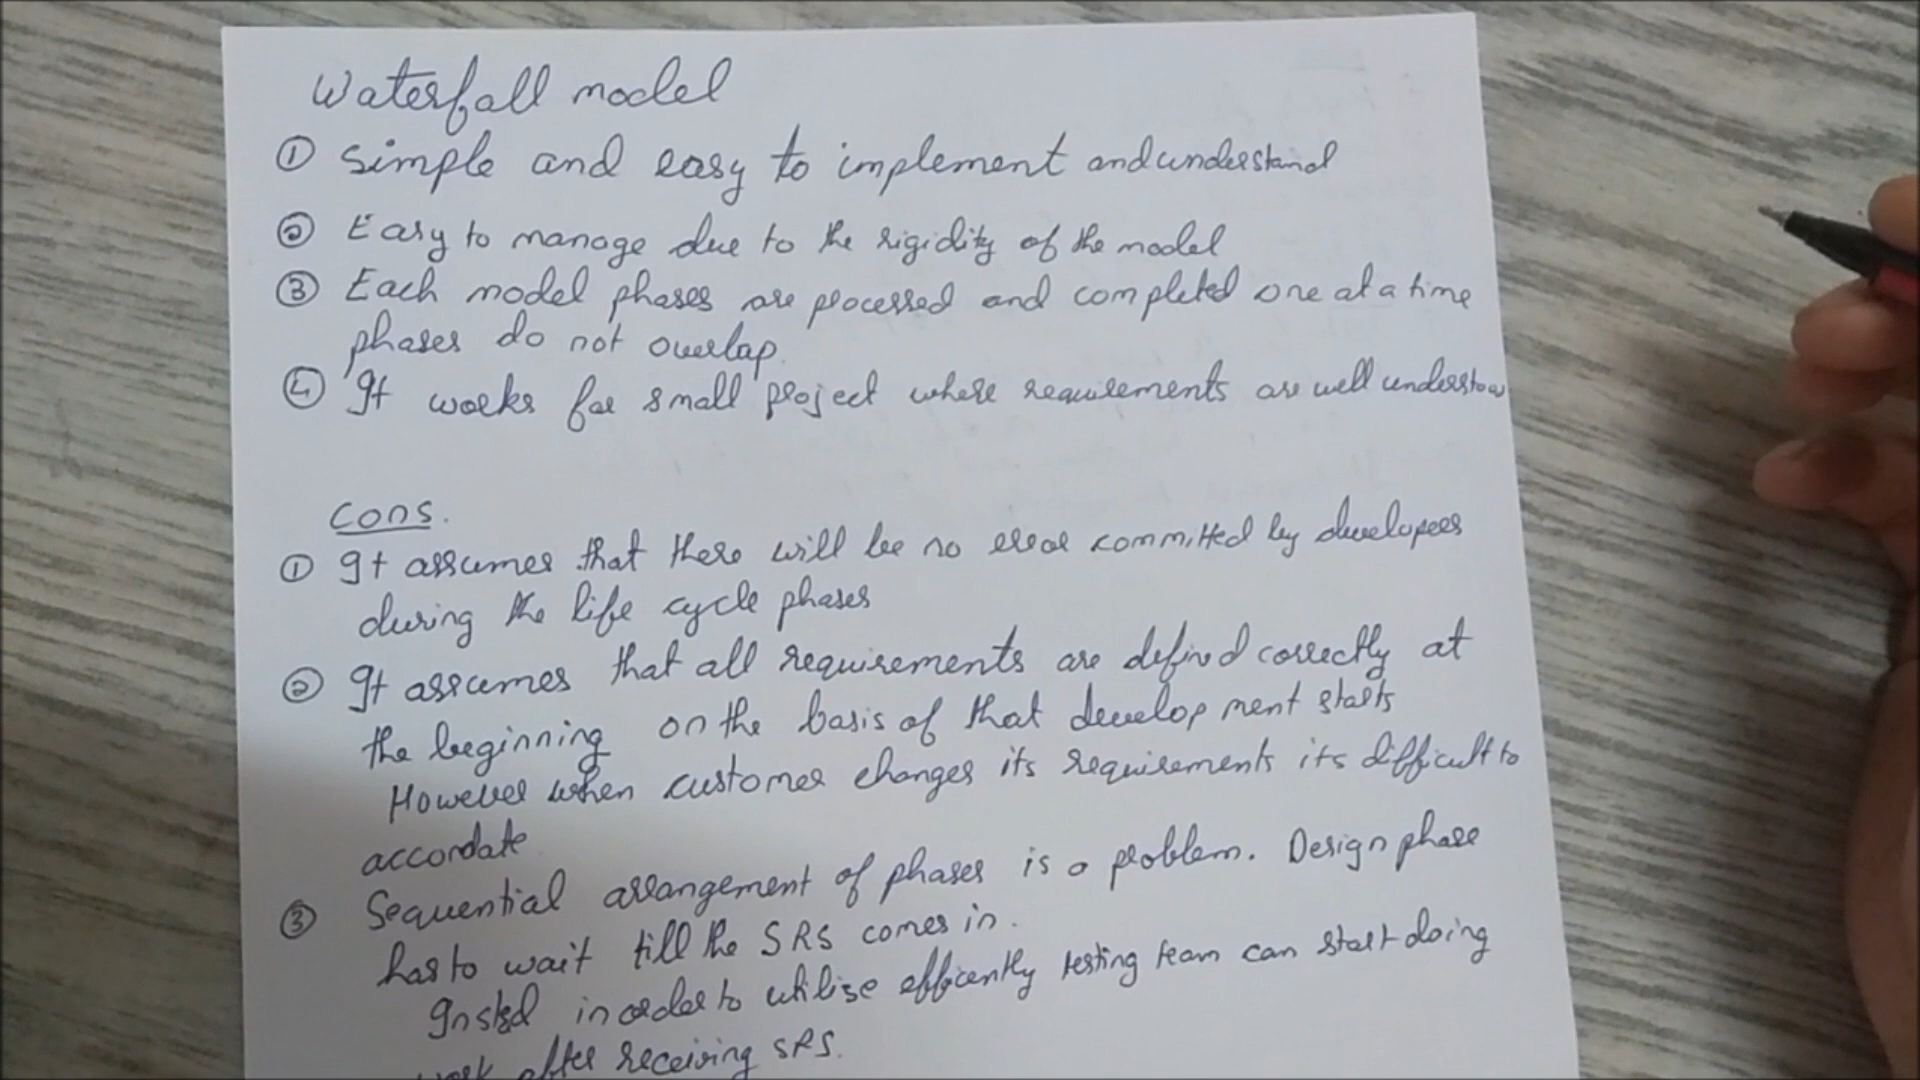 Waterfall model
① Simple and easy to implement and understand
② Easy to manage due to the rigidity of the model
③ Each model phases are processed and completed one at a time
phases do not overlap.
④ It works for small project where requirements are well understoo
Cons.
① It assumes that there will be no error committed by developers
during the life cycle phases
② It assumes that all requirements are defined correctly at
the beginning on the basis of that development starts
However when customer changes its requirements its difficult to
accordate
③ Sequential arrangement of phases is a problem. Design phase
has to wait till the SRS comes in.
in order to utilise efficently testing team can start doing
work after receiving SRS.